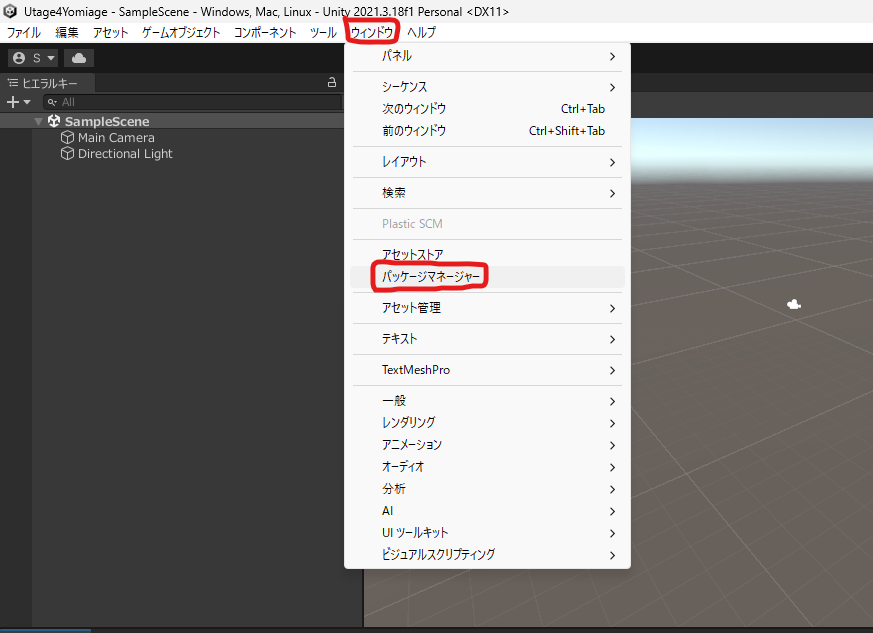 Utage4Yomiage - SampleScene - Windows, Mac, Linux - Unity 2021.3.18f1 Personal <DX11>
ファイル 編集 アセット ゲームオブジェクト コンポーネント ツール ウィンドウ ヘルプ
S
ヒエラルキー
All
SampleScene
Main Camera
Directional Light
パネル
シーケンス
次のウィンドウ Ctrl+Tab
前のウィンドウ Ctrl+Shift+Tab
レイアウト
検索
Plastic SCM
アセットストア
パッケージマネージャー
アセット管理
テキスト
TextMeshPro
一般
レンダリング
アニメーション
オーディオ
分析
AI
UI ツールキット
ビジュアルスクリプティング